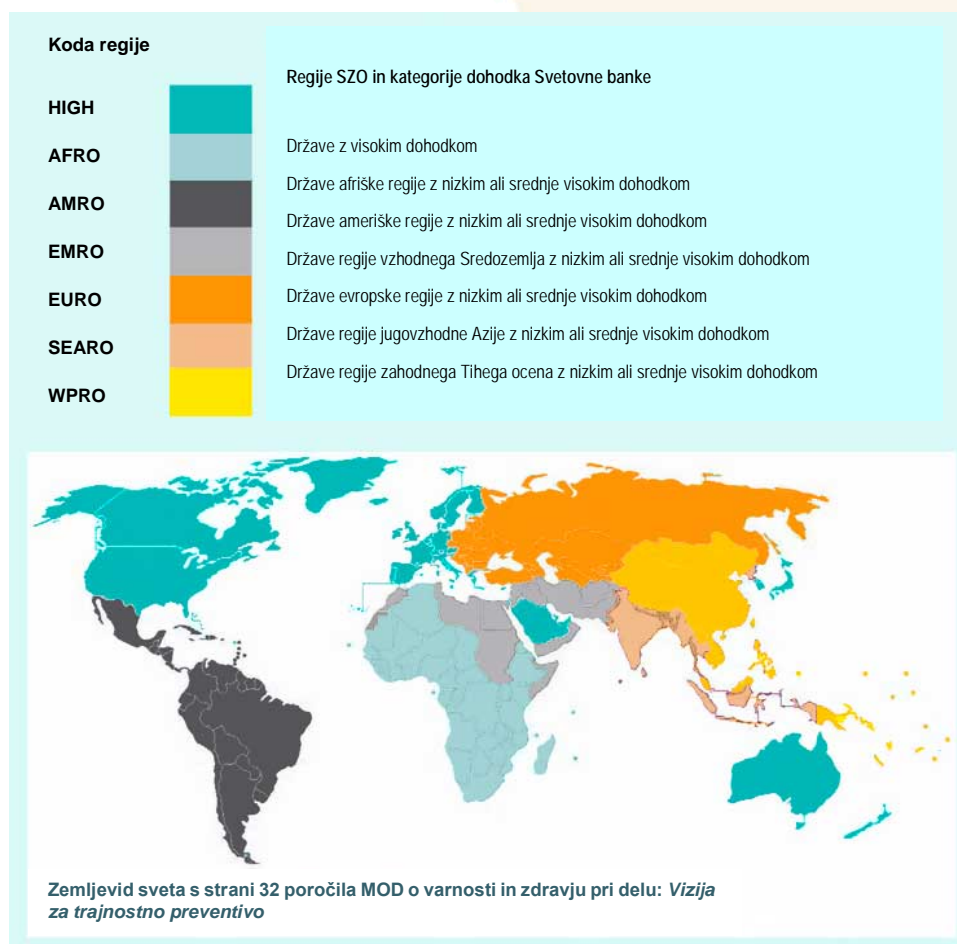 Koda regije
Regije SZO in kategorije dohodka Svetovne banke
HIGH
Države z visokim dohodkom
AFRO
Države afriške regije z nizkim ali srednje visokim dohodkom
AMRO
Države ameriške regije z nizkim ali srednje visokim dohodkom
EMRO
Države regije vzhodnega Sredozemlja z nizkim ali srednje visokim dohodkom
EURO
Države evropske regije z nizkim ali srednje visokim dohodkom
SEARO
Države regije jugovzhodne Azije z nizkim ali srednje visokim dohodkom
WPRO
Države regije zahodnega Tihega ocena z nizkim ali srednje visokim dohodkom
Zemljevid sveta s strani 32 poročila MOD o varnosti in zdravju pri delu: Vizija
za trajnostno preventivo